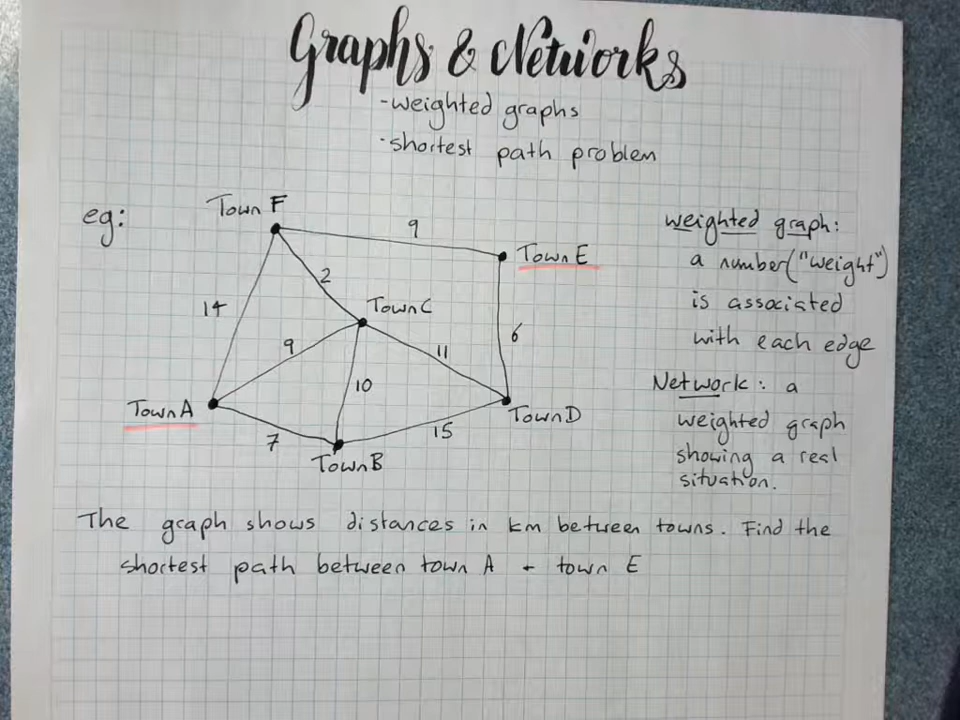 Graphs & Networks
-weighted graphs
-shortest path problem
eg:
Town F
9
Town E
2
14
Town C
9
11
6
10
Town A
Town D
7
15
Town B
weighted graph:
a number("weight")
is associated
with each edge
Network: a
weighted graph
showing a real
situation.
The graph shows distances in km between towns. Find the
shortest path between town A + town E